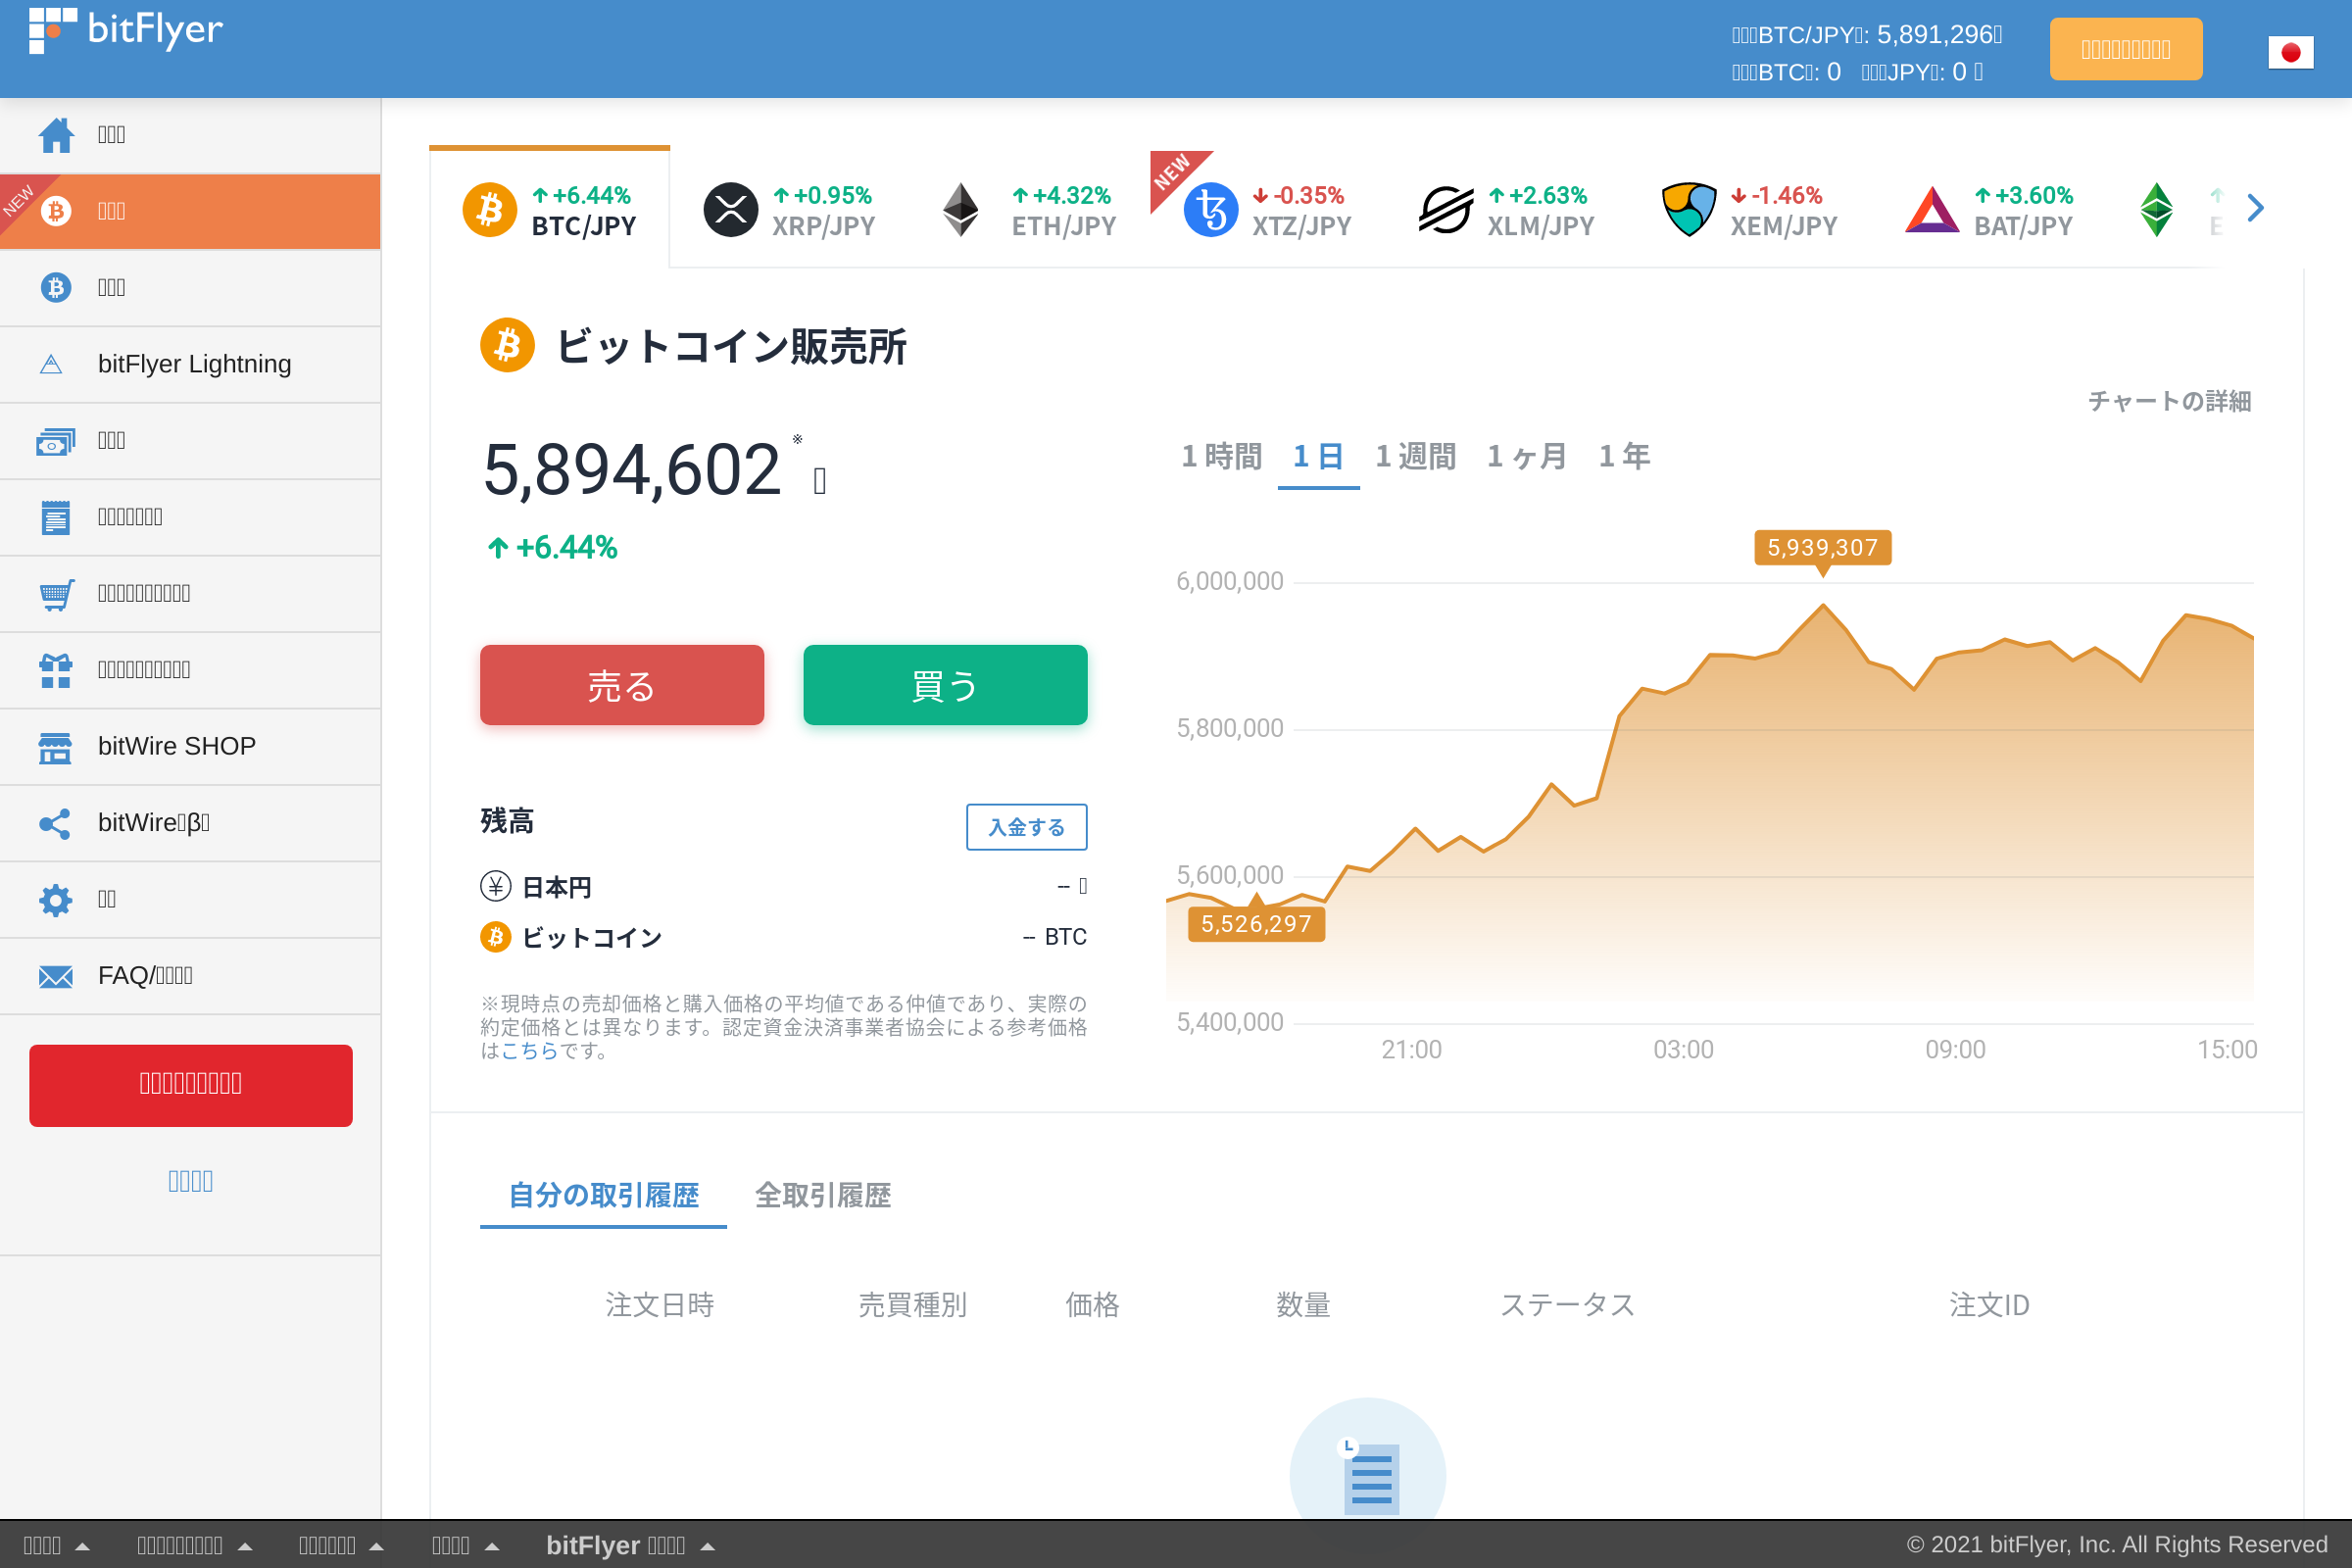 bitFlyer
BTC/JPY: 5,891,296
BTC: 0 JPY: 0
NEW
bitFlyer Lightning
bitWire SHOP
bitWire β
FAQ/
+6.44%
BTC/JPY
+0.95%
XRP/JPY
+4.32%
ETH/JPY
NEW
-0.35%
XTZ/JPY
+2.63%
XLM/JPY
-1.46%
XEM/JPY
+3.60%
BAT/JPY
E
ビットコイン販売所
チャートの詳細
5,894,602 ※
+6.44%
1 時間 1 日 1 週間 1 ヶ月 1 年
売る 買う
5,939,307
6,000,000
5,800,000
5,600,000
5,526,297
5,400,000
21:00 03:00 09:00 15:00
残高 入金する
日本円 --
ビットコイン -- BTC
※現時点の売却価格と購入価格の平均値である仲値であり、実際の
約定価格とは異なります。認定資金決済事業者協会による参考価格
はこちらです。
自分の取引履歴 全取引履歴
注文日時 売買種別 価格 数量 ステータス 注文ID
bitFlyer
© 2021 bitFlyer, Inc. All Rights Reserved